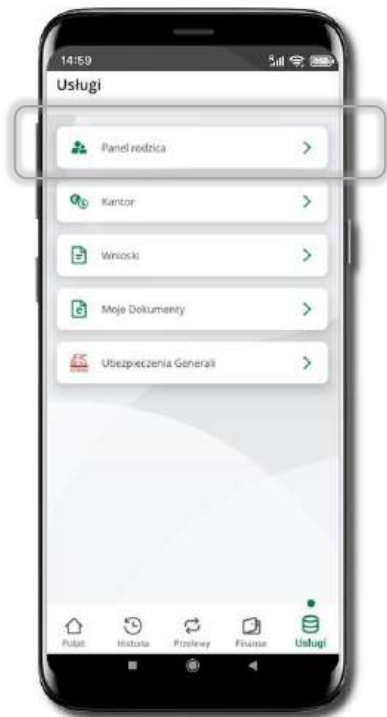 14:59
Usługi
Panel rodzica
Kantor
Wnioski
Moje Dokumenty
Ubezpieczenia Generali
Pulpit
Historia
Przelewy
Finanse
Usługi